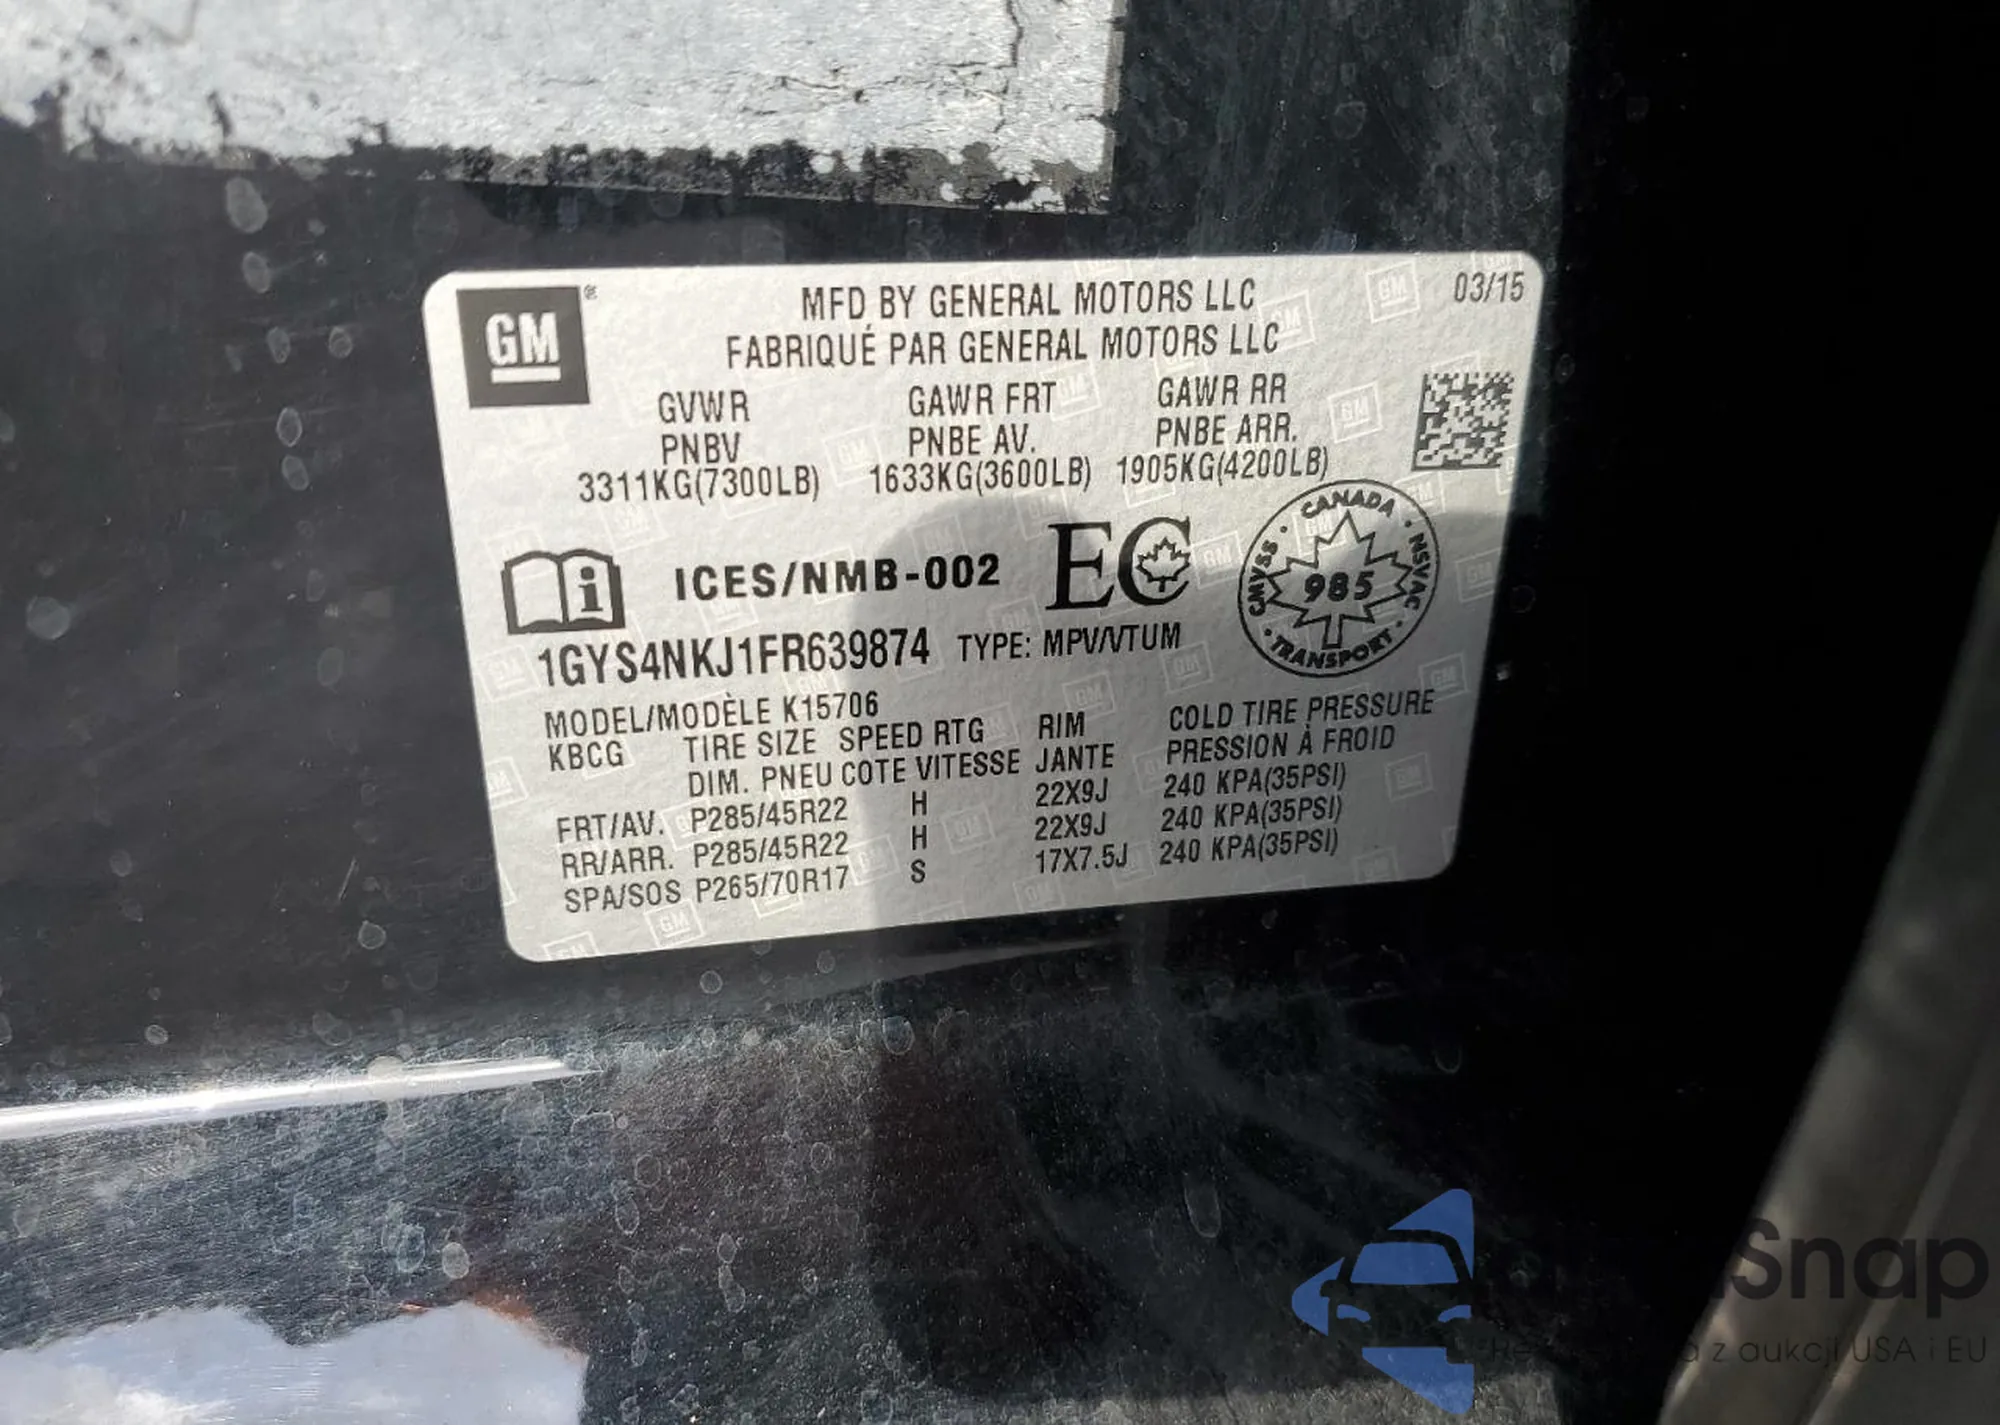 GM
MFD BY GENERAL MOTORS LLC
03/15
FABRIQUÉ PAR GENERAL MOTORS LLC
GVWR GAWR FRT GAWR RR
PNBV PNBE AV. PNBE ARR.
3311KG(7300LB) 1633KG(3600LB) 1905KG(4200LB)
ICES/NMB-002 EC
CANADA
CMVSS 985 NSVAC
TRANSPORT
1GYS4NKJ1FR639874 TYPE: MPV/VTUM
MODEL/MODÈLE K15706
KBCG TIRE SIZE SPEED RTG RIM COLD TIRE PRESSURE
DIM. PNEU COTE VITESSE JANTE PRESSION À FROID
FRT/AV. P285/45R22 H 22X9J 240 KPA(35PSI)
RR/ARR. P285/45R22 H 22X9J 240 KPA(35PSI)
SPA/SOS P265/70R17 S 17X7.5J 240 KPA(35PSI)
Snap
z aukcji USA i EU